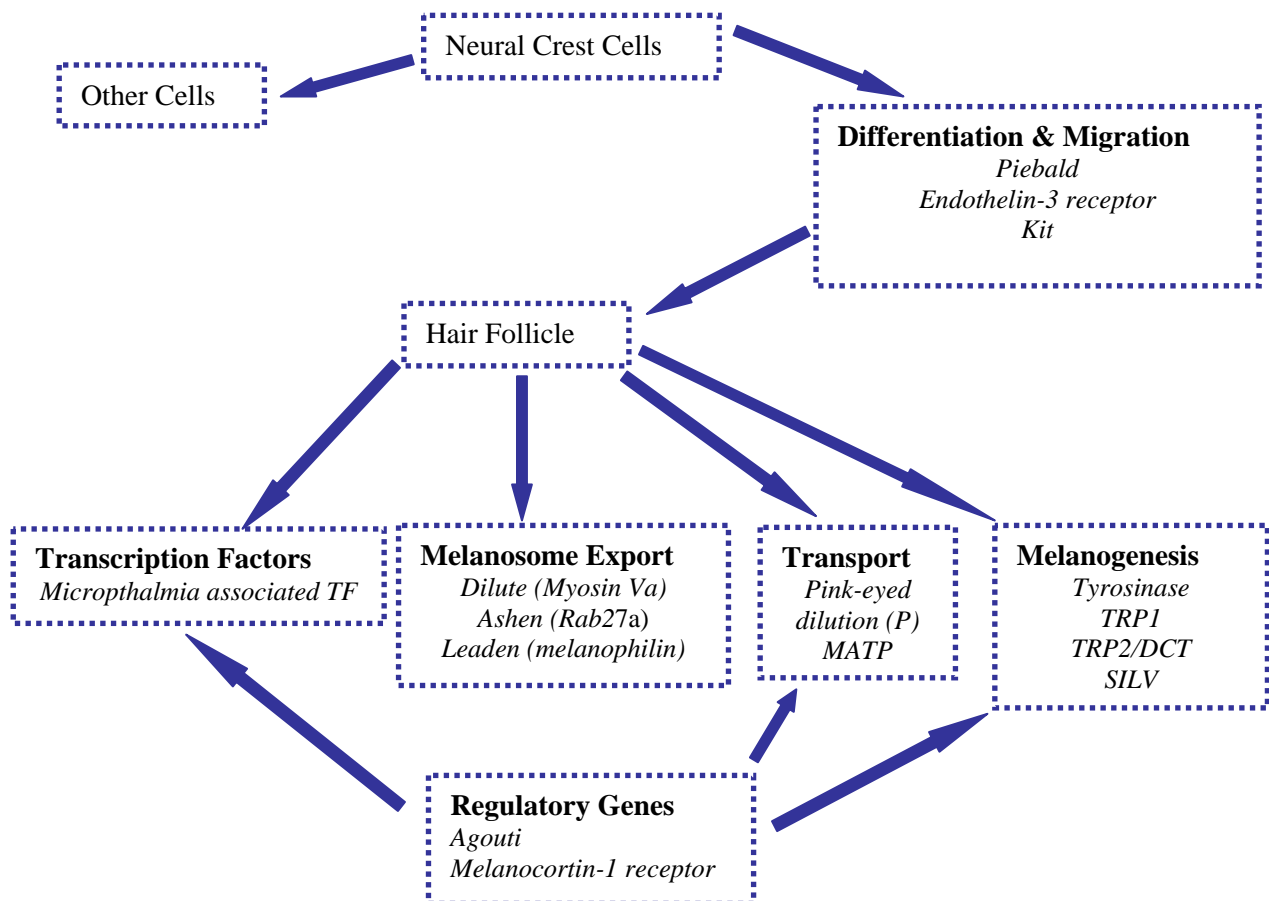 Neural Crest Cells
Other Cells
Differentiation & Migration
Piebald
Endothelin-3 receptor
Kit
Hair Follicle
Transcription Factors
Micropthalmia associated TF
Melanosome Export
Dilute (Myosin Va)
Ashen (Rab27a)
Leaden (melanophilin)
Transport
Pink-eyed
dilution (P)
MATP
Melanogenesis
Tyrosinase
TRP1
TRP2/DCT
SILV
Regulatory Genes
Agouti
Melanocortin-1 receptor